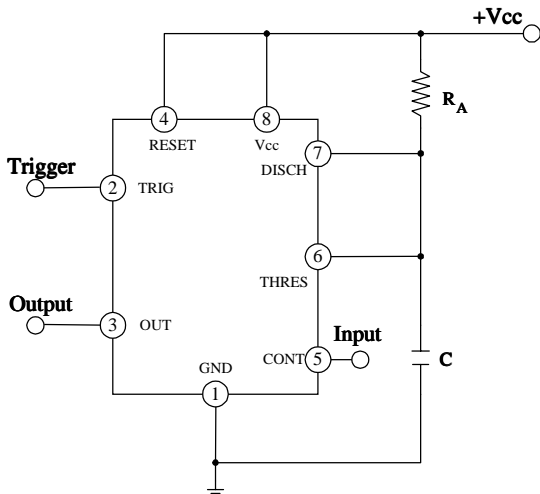 +Vcc
R_A
4
8
RESET
Vcc
7
DISCH
Trigger
2
TRIG
6
THRES
Output
3
OUT
Input
CONT
5
C
GND
1